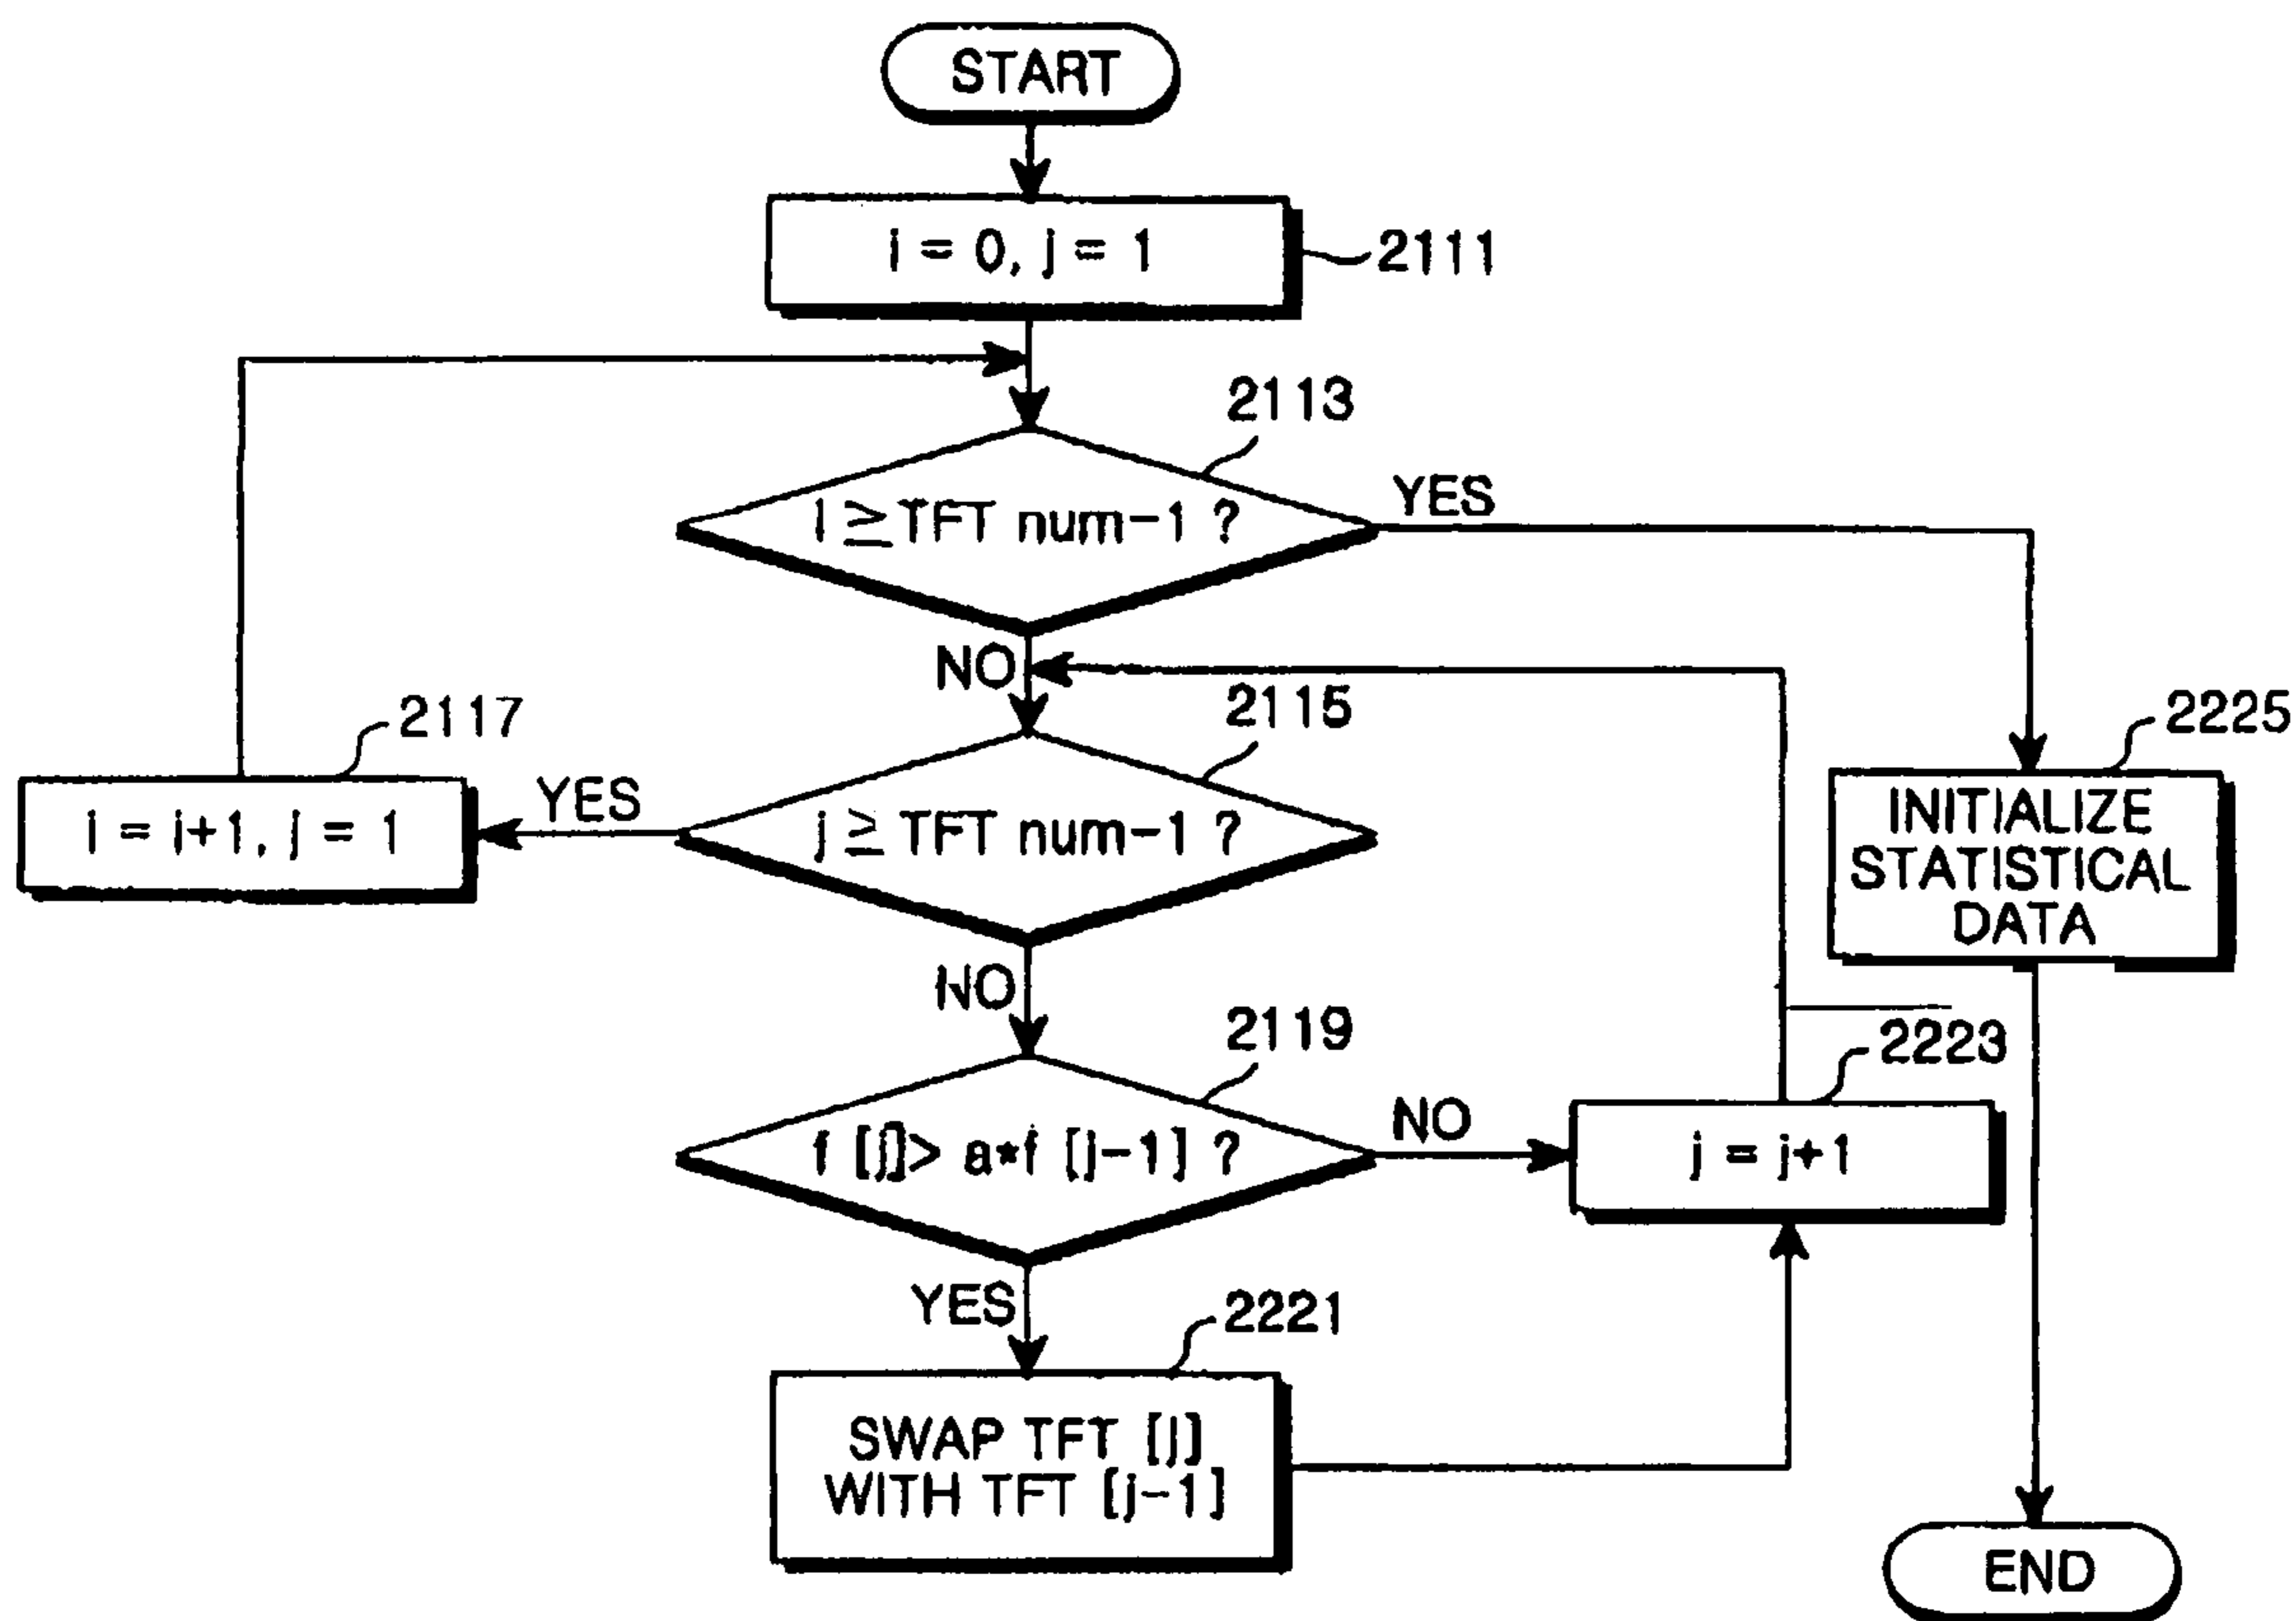 START
i = 0, j = 1
2111
2113
i ≥ TFT num-1 ?
YES
NO
2115
2117
2225
i = i+1, j = 1
YES
j ≥ TFT num-1 ?
INITIALIZE
STATISTICAL
DATA
NO
2119
2223
f [j] > a*f [j-1] ?
NO
j = j+1
YES
2221
SWAP TFT [j]
WITH TFT [j-1]
END